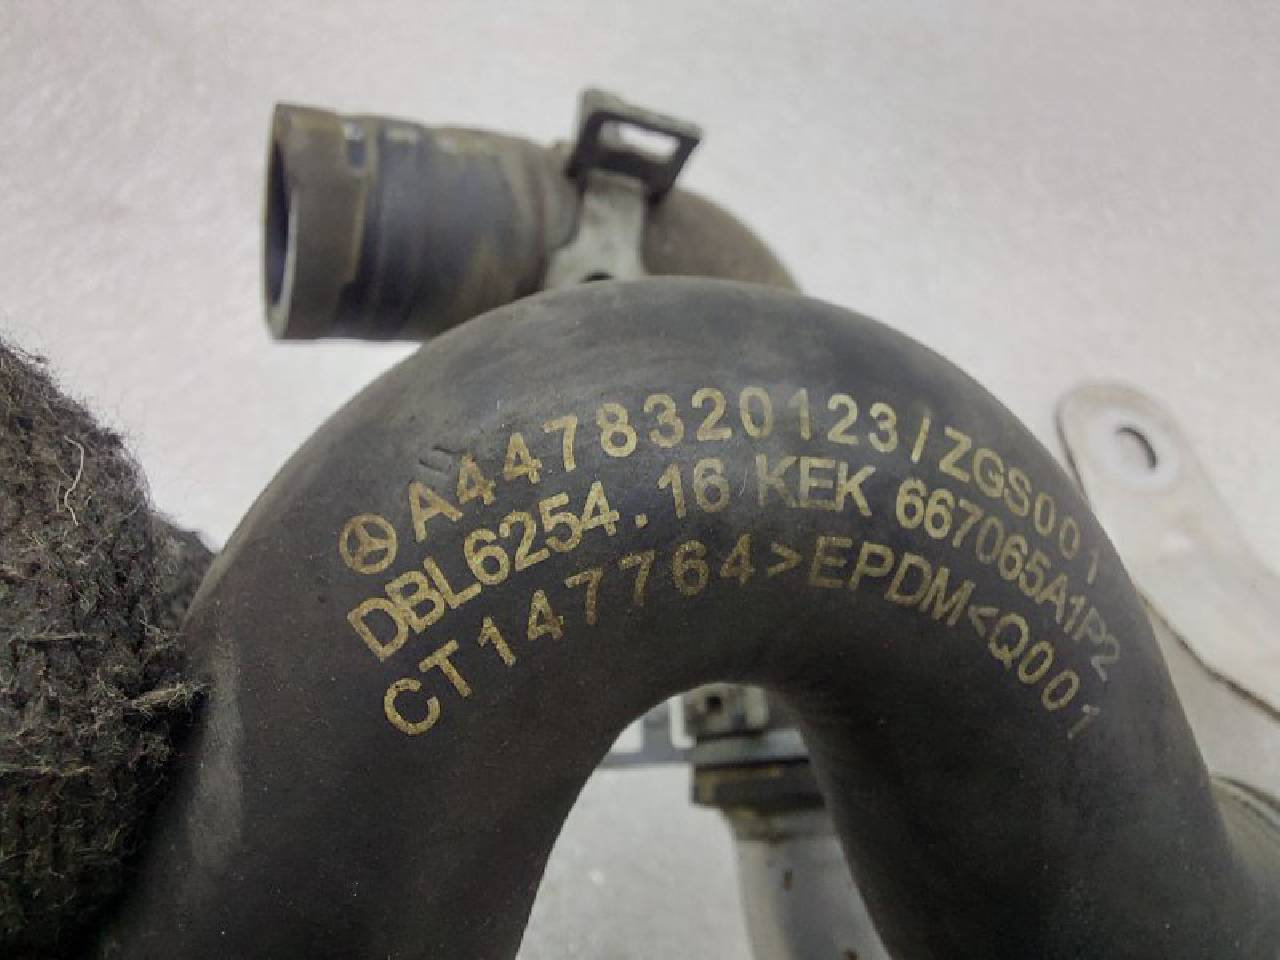 A4478320123/ZGS001
DBL6254.16 KEK 667065A1P2
CT147764>EPDM<Q001